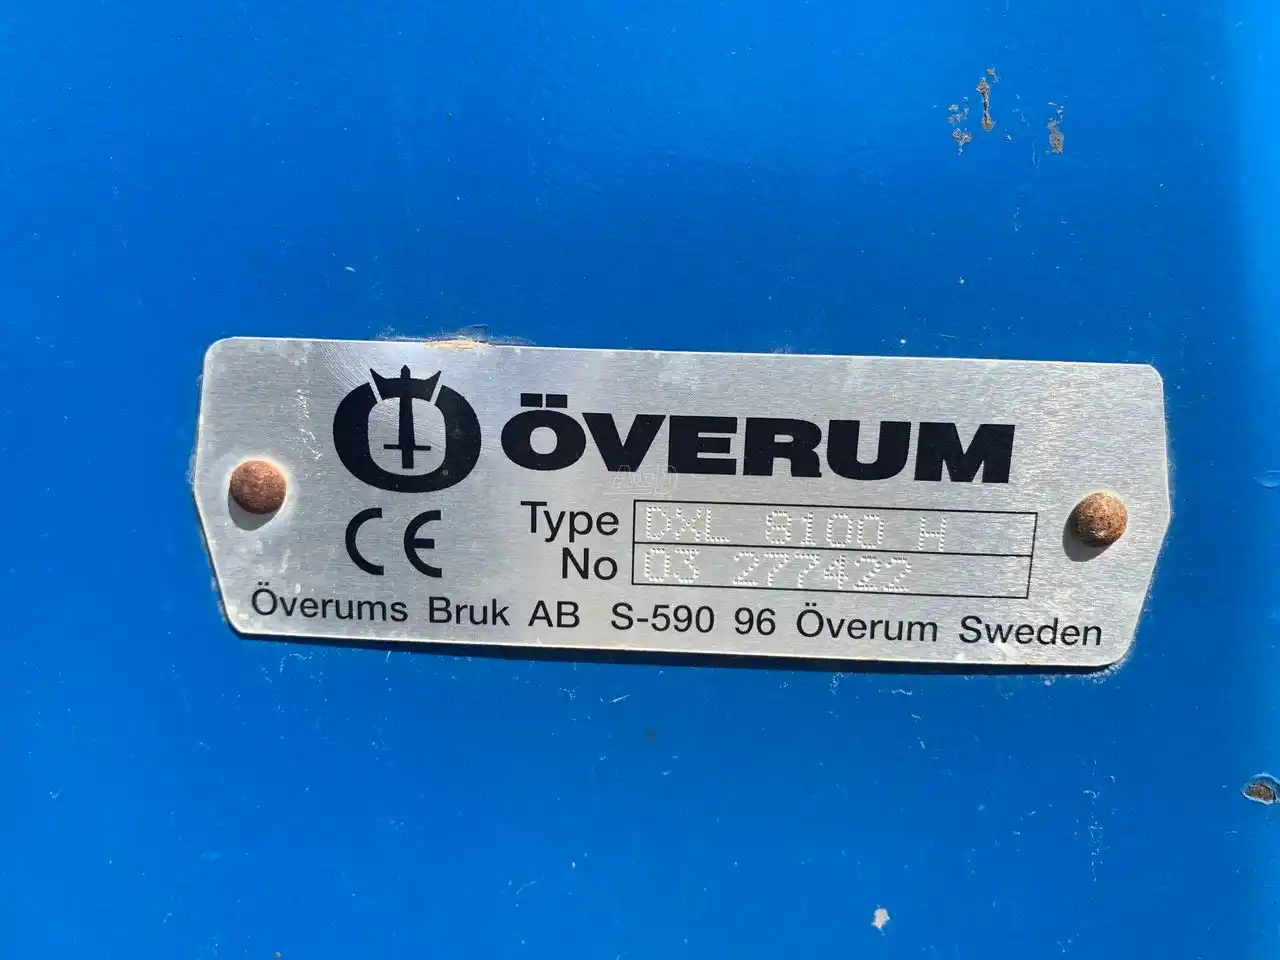 ÖVERUM
Type DXL 8100 H
No 03 277422
CE
Överums Bruk AB S-590 96 Överum Sweden